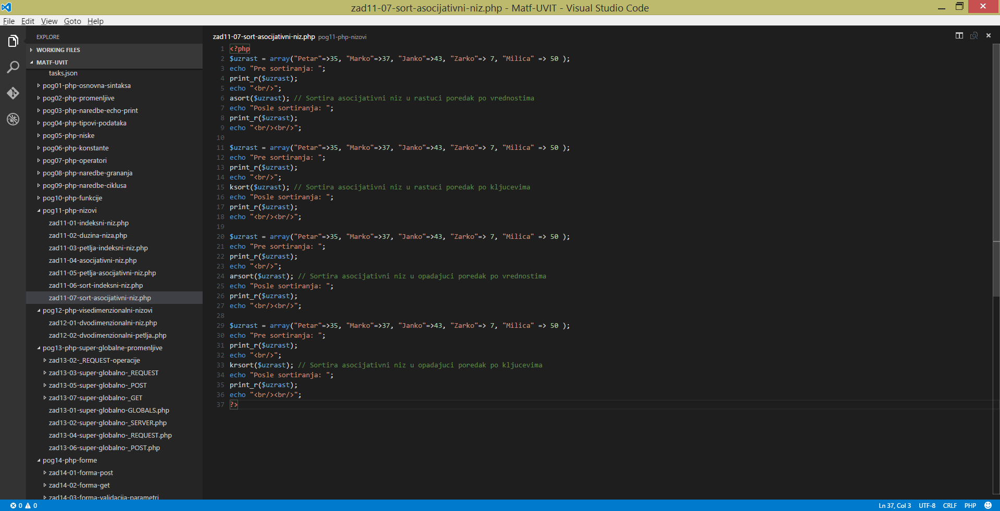 zad11-07-sort-asocijativni-niz.php - Matf-UVIT - Visual Studio Code
File Edit View Goto Help
EXPLORE
WORKING FILES
MATF-UVIT
tasks.json
pog01-php-osnovna-sintaksa
pog02-php-promenljive
pog03-php-naredbe-echo-print
pog04-php-tipovi-podataka
pog05-php-niske
pog06-php-konstante
pog07-php-operatori
pog08-php-naredbe-grananja
pog09-php-naredbe-ciklusa
pog10-php-funkcije
pog11-php-nizovi
zad11-01-indeksni-niz.php
zad11-02-duzina-niza.php
zad11-03-petlja-indeksni-niz.php
zad11-04-asocijativni-niz.php
zad11-05-petlja-asocijativni-niz.php
zad11-06-sort-indeksni-niz.php
zad11-07-sort-asocijativni-niz.php
pog12-php-visedimenzionalni-nizovi
zad12-01-dvodimenzionalni-niz.php
zad12-02-dvodimenzionalni-petlja..php
pog13-php-super-globalne-promenljive
zad13-02-_REQUEST-operacije
zad13-03-super-globalno-_REQUEST
zad13-05-super-globalno-_POST
zad13-07-super-globalno-_GET
zad13-01-super-globalno-GLOBALS.php
zad13-02-super-globalno-_SERVER.php
zad13-04-super-globalno-_REQUEST.php
zad13-06-super-globalno-_POST.php
pog14-php-forme
zad14-01-forma-post
zad14-02-forma-get
zad14-03-forma-validacija-parametri
zad11-07-sort-asocijativni-niz.php pog11-php-nizovi
1 <?php
2 $uzrast = array("Petar"=>35, "Marko"=>37, "Janko"=>43, "Zarko"=> 7, "Milica" => 50 );
3 echo "Pre sortiranja: ";
4 print_r($uzrast);
5 echo "<br/>";
6 asort($uzrast); // Sortira asocijativni niz u rastuci poredak po vrednostima
7 echo "Posle sortiranja: ";
8 print_r($uzrast);
9 echo "<br/><br/>";
10
11 $uzrast = array("Petar"=>35, "Marko"=>37, "Janko"=>43, "Zarko"=> 7, "Milica" => 50 );
12 echo "Pre sortiranja: ";
13 print_r($uzrast);
14 echo "<br/>";
15 ksort($uzrast); // Sortira asocijativni niz u rastuci poredak po kljucevima
16 echo "Posle sortiranja: ";
17 print_r($uzrast);
18 echo "<br/><br/>";
19
20 $uzrast = array("Petar"=>35, "Marko"=>37, "Janko"=>43, "Zarko"=> 7, "Milica" => 50 );
21 echo "Pre sortiranja: ";
22 print_r($uzrast);
23 echo "<br/>";
24 arsort($uzrast); // Sortira asocijativni niz u opadajuci poredak po vrednostima
25 echo "Posle sortiranja: ";
26 print_r($uzrast);
27 echo "<br/><br/>";
28
29 $uzrast = array("Petar"=>35, "Marko"=>37, "Janko"=>43, "Zarko"=> 7, "Milica" => 50 );
30 echo "Pre sortiranja: ";
31 print_r($uzrast);
32 echo "<br/>";
33 krsort($uzrast); // Sortira asocijativni niz u opadajuci poredak po kljucevima
34 echo "Posle sortiranja: ";
35 print_r($uzrast);
36 echo "<br/><br/>";
37 ?>
0 0 Ln 37, Col 3 UTF-8 CRLF PHP